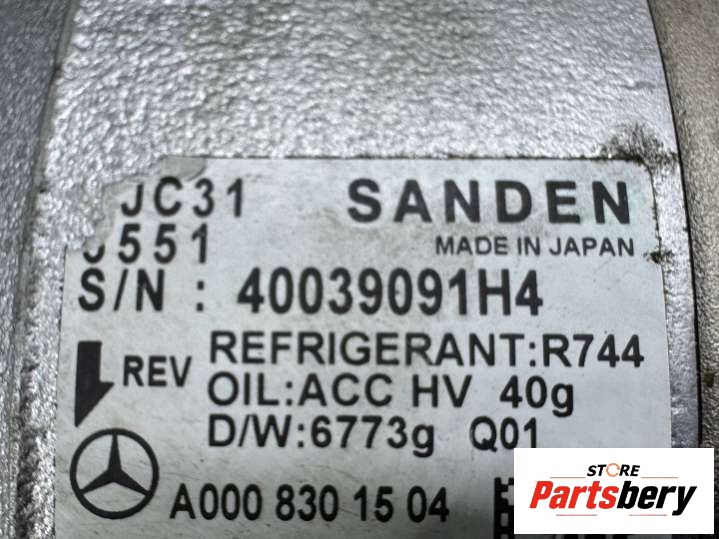 JC31 SANDEN
551 MADE IN JAPAN
S/N : 40039091H4
REV REFRIGERANT:R744
OIL:ACC HV 40g
D/W:6773g Q01
A000 830 15 04
STORE
Partsbery